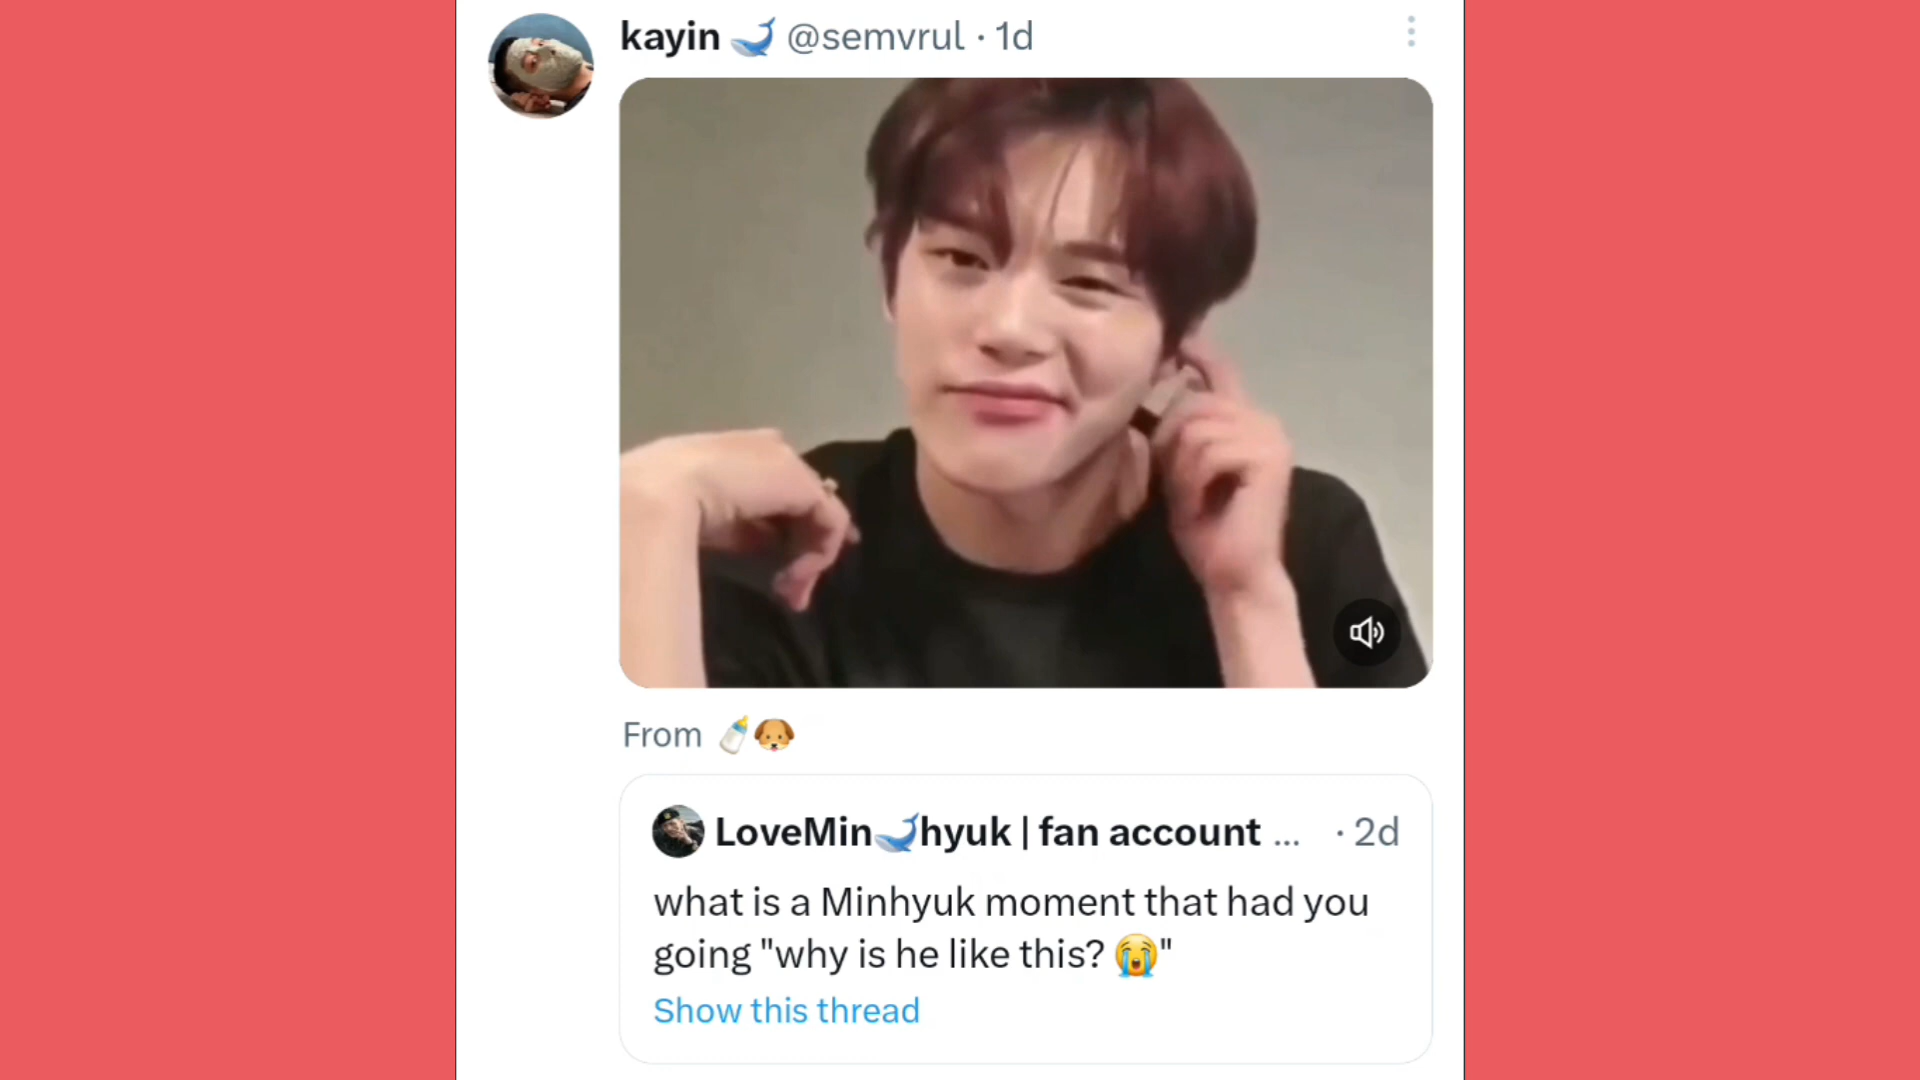 kayin 🐋 @semvrul · 1d
From 🍼🐶
LoveMin🐋hyuk | fan account ... · 2d
what is a Minhyuk moment that had you
going "why is he like this? 😭"
Show this thread